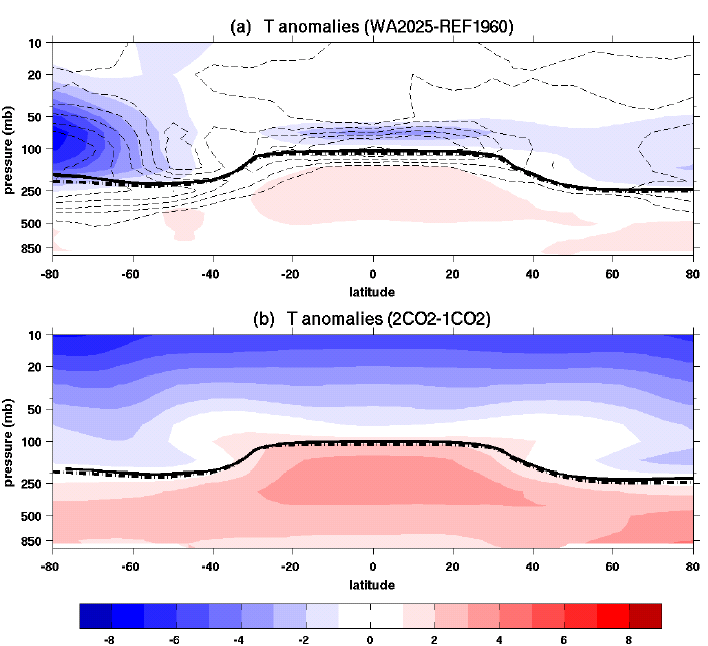 (a) T anomalies (WA2025-REF1960)
10
20
50
100
250
500
850
pressure (mb)
-80 -60 -40 -20 0 20 40 60 80
latitude
(b) T anomalies (2CO2-1CO2)
10
20
50
100
250
500
850
pressure (mb)
-80 -60 -40 -20 0 20 40 60 80
latitude
-8 -6 -4 -2 0 2 4 6 8